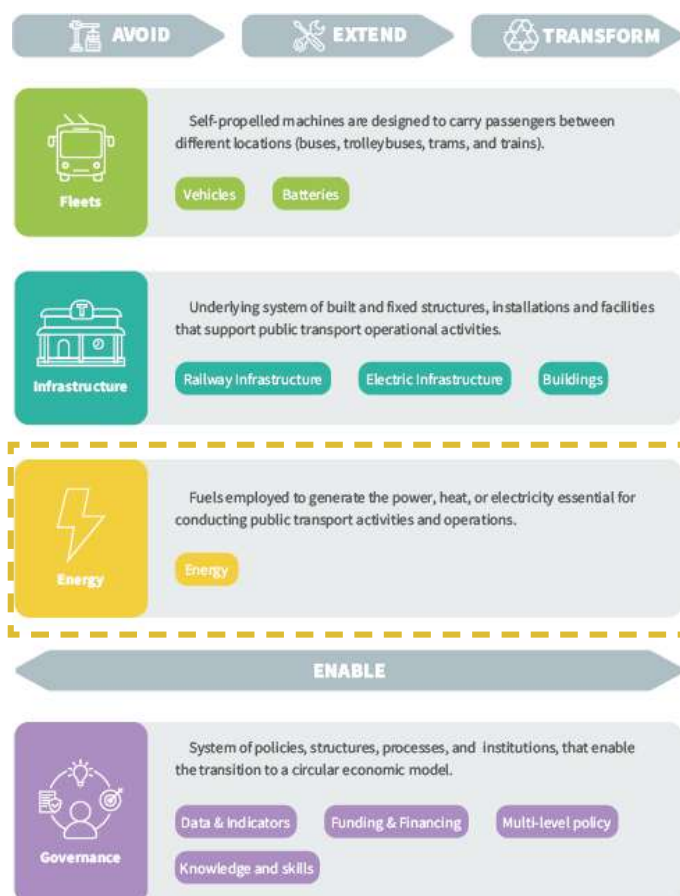 AVOID
EXTEND
TRANSFORM
Self-propelled machines are designed to carry passengers between
different locations (buses, trolleybuses, trams, and trains).
Fleets
Vehicles
Batteries
T
Underlying system of built and fixed structures, installations and facilities
that support public transport operational activities.
Infrastructure
Railway Infrastructure
Electric Infrastructure
Buildings
Fuels employed to generate the power, heat, or electricity essential for
conducting public transport activities and operations.
Energy
Energy
ENABLE
System of policies, structures, processes, and institutions, that enable
the transition to a circular economic model.
Governance
Data & Indicators
Funding & Financing
Multi-level policy
Knowledge and skills